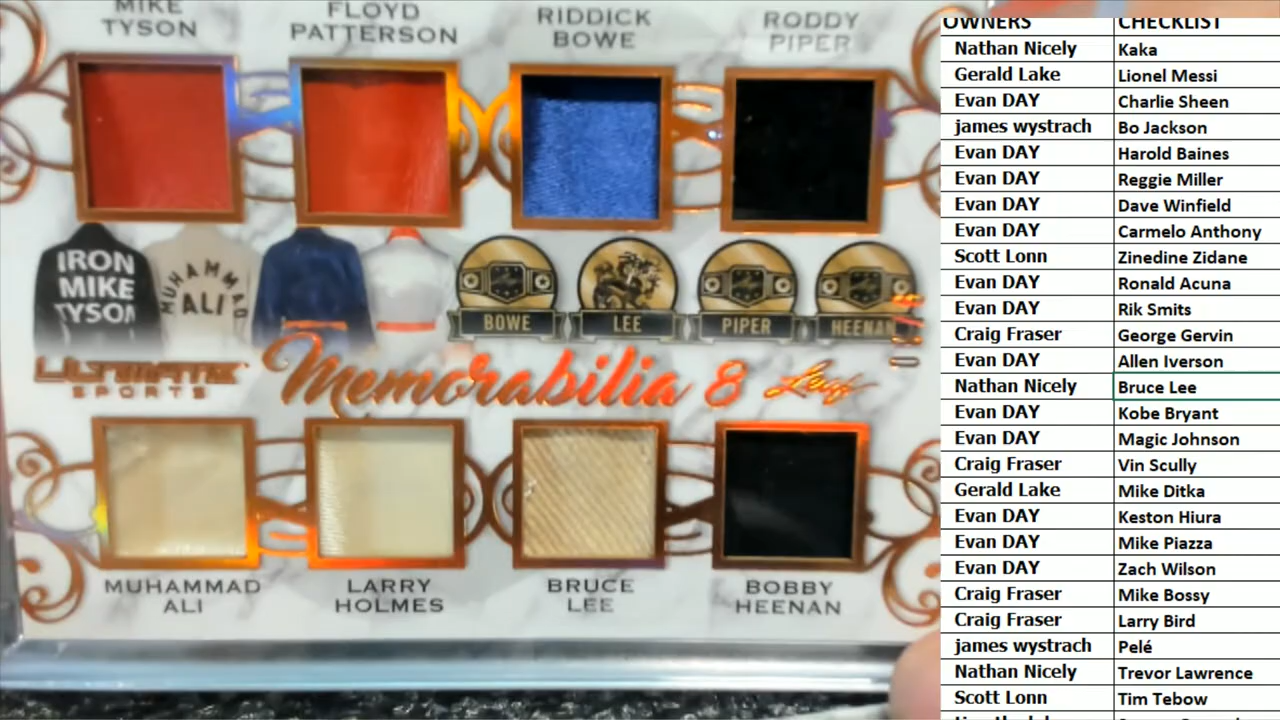 MIKE
TYSON
FLOYD
PATTERSON
RIDDICK
BOWE
RODDY
PIPER
IRON
MIKE
TYSON
MUHAMMAD
ALI
BOWE
LEE
PIPER
HEENAN
ULTIMATE
SPORTS
Memorabilia 8
Leaf
MUHAMMAD
ALI
LARRY
HOLMES
BRUCE
LEE
BOBBY
HEENAN
OWNERS CHECKLIST
Nathan Nicely Kaka
Gerald Lake Lionel Messi
Evan DAY Charlie Sheen
james wystrach Bo Jackson
Evan DAY Harold Baines
Evan DAY Reggie Miller
Evan DAY Dave Winfield
Evan DAY Carmelo Anthony
Scott Lonn Zinedine Zidane
Evan DAY Ronald Acuna
Evan DAY Rik Smits
Craig Fraser George Gervin
Evan DAY Allen Iverson
Nathan Nicely Bruce Lee
Evan DAY Kobe Bryant
Evan DAY Magic Johnson
Craig Fraser Vin Scully
Gerald Lake Mike Ditka
Evan DAY Keston Hiura
Evan DAY Mike Piazza
Evan DAY Zach Wilson
Craig Fraser Mike Bossy
Craig Fraser Larry Bird
james wystrach Pelé
Nathan Nicely Trevor Lawrence
Scott Lonn Tim Tebow